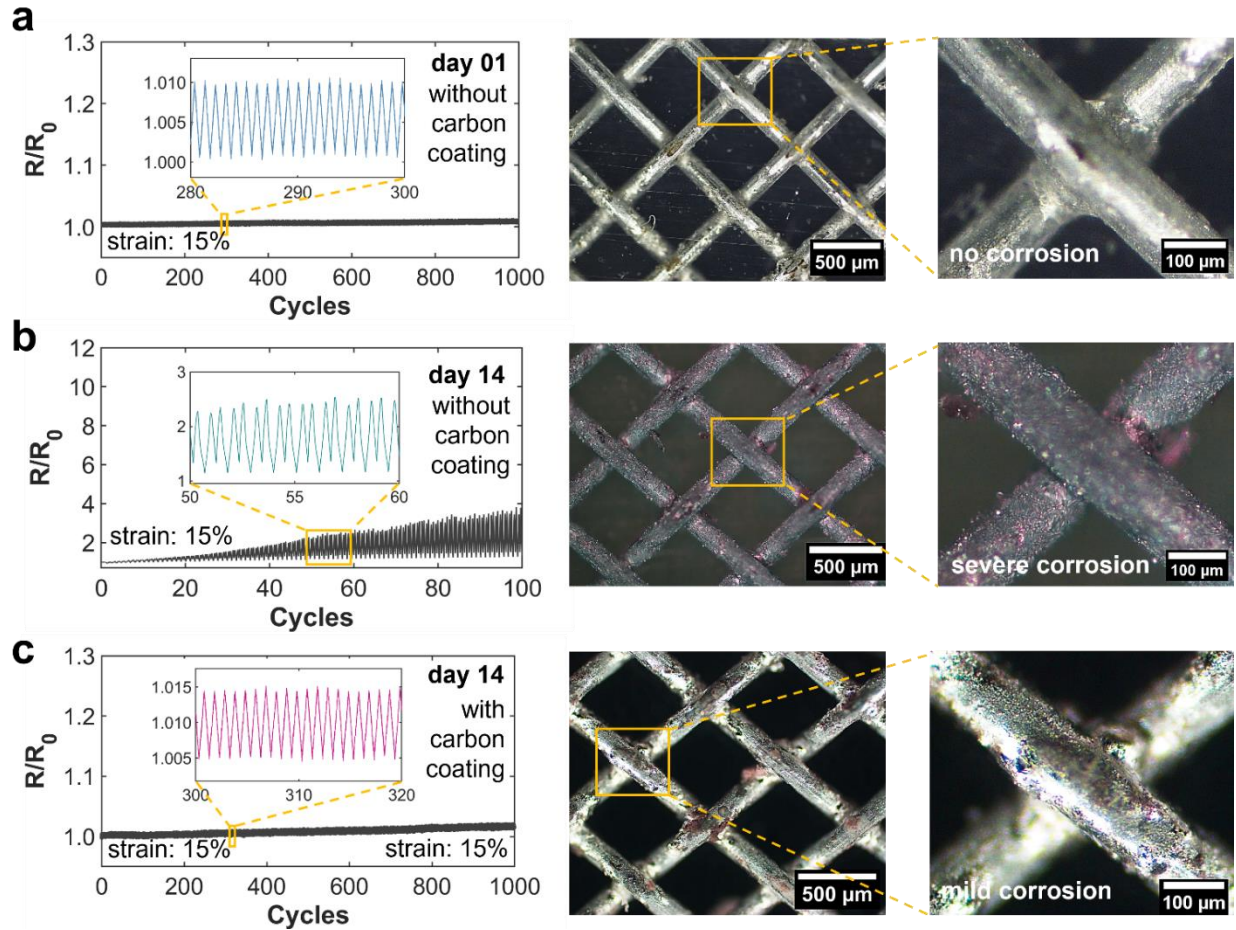 a
1.3
1.2
1.1
1.0
R/R0
1.010
1.005
1.000
280
290
300
day 01
without
carbon
coating
strain: 15%
0
200
400
600
800
1000
Cycles
500 µm
no corrosion
100 µm
b
12
10
8
6
4
2
R/R0
3
2
1
50
55
60
day 14
without
carbon
coating
strain: 15%
0
20
40
60
80
100
Cycles
500 µm
severe corrosion
100 µm
c
1.3
1.2
1.1
1.0
R/R0
1.015
1.010
1.005
300
310
320
day 14
with
carbon
coating
strain: 15%
strain: 15%
0
200
400
600
800
1000
Cycles
500 µm
mild corrosion
100 µm